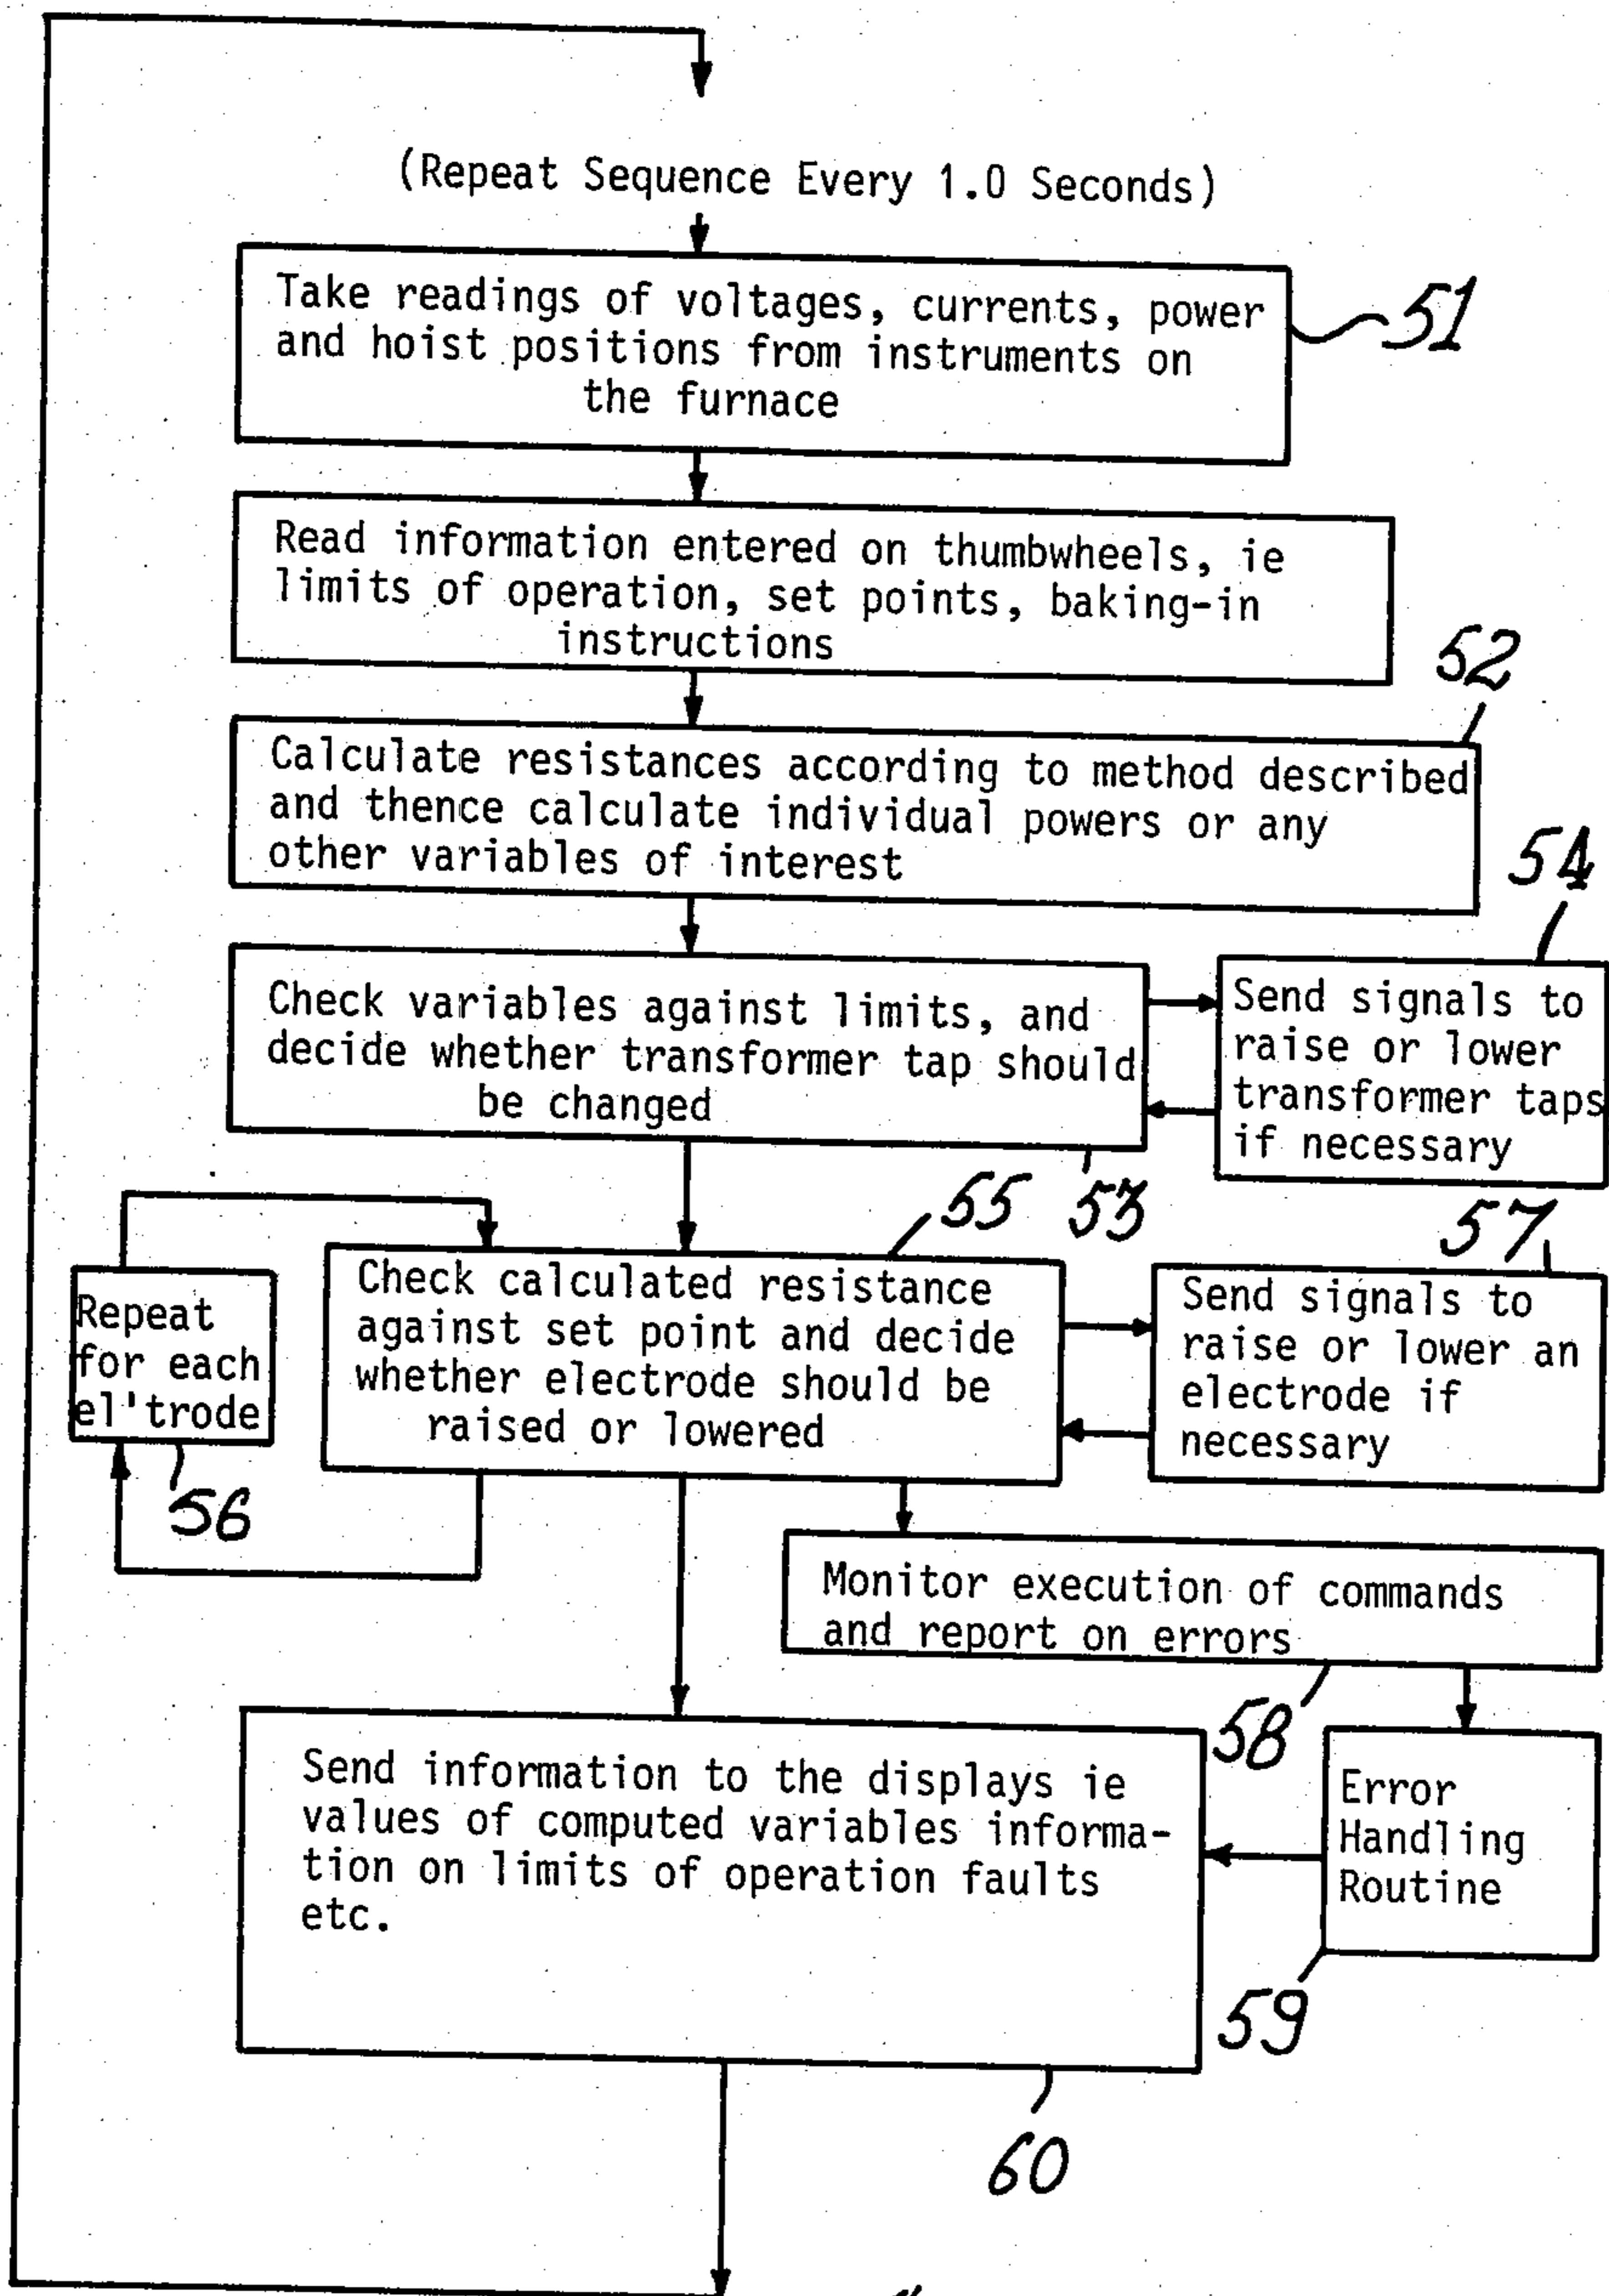 (Repeat Sequence Every 1.0 Seconds)
Take readings of voltages, currents, power
and hoist positions from instruments on
the furnace
51
Read information entered on thumbwheels, ie
limits of operation, set points, baking-in
instructions
52
Calculate resistances according to method described
and thence calculate individual powers or any
other variables of interest
54
Check variables against limits, and
decide whether transformer tap should
be changed
Send signals to
raise or lower
transformer taps
if necessary
55
53
57
Repeat
for each
el'trode
Check calculated resistance
against set point and decide
whether electrode should be
raised or lowered
Send signals to
raise or lower an
electrode if
necessary
56
Monitor execution of commands
and report on errors
58
Send information to the displays ie
values of computed variables informa-
tion on limits of operation faults
etc.
Error
Handling
Routine
59
60